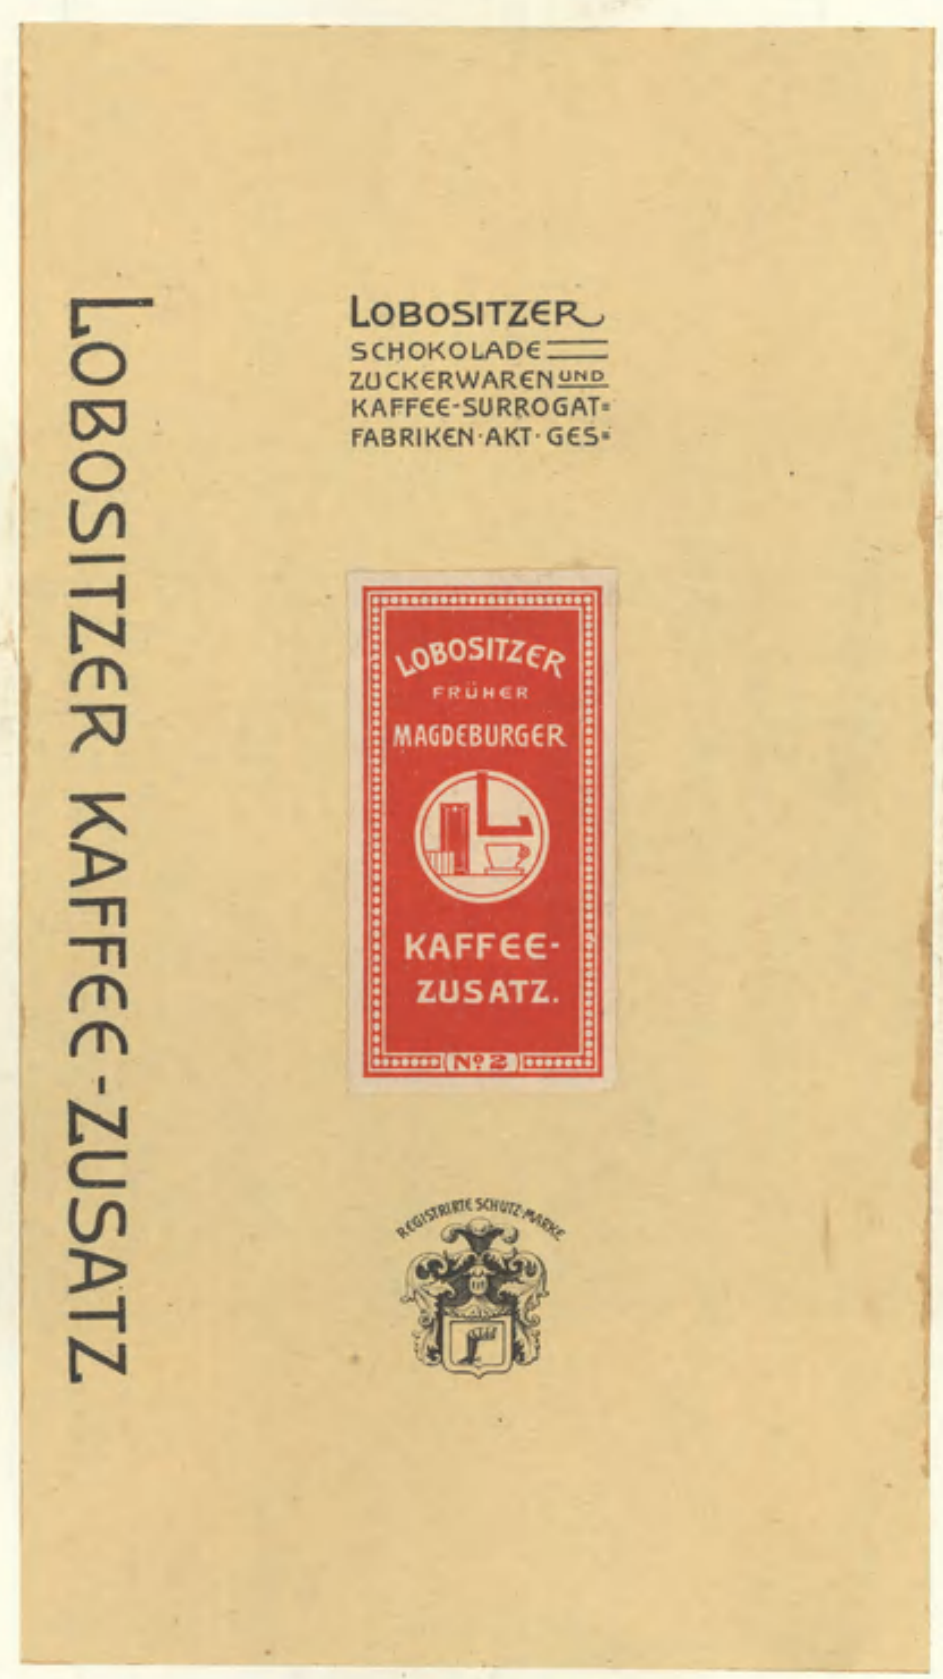 LOBOSITZER KAFFEE-ZUSATZ
LOBOSITZER
SCHOKOLADE
ZUCKERWAREN UND
KAFFEE-SURROGAT=
FABRIKEN·AKT·GES=
LOBOSITZER
FRÜHER
MAGDEBURGER
L
KAFFEE-
ZUSATZ.
Nº 2
REGISTRIRTE SCHUTZ-MARKE